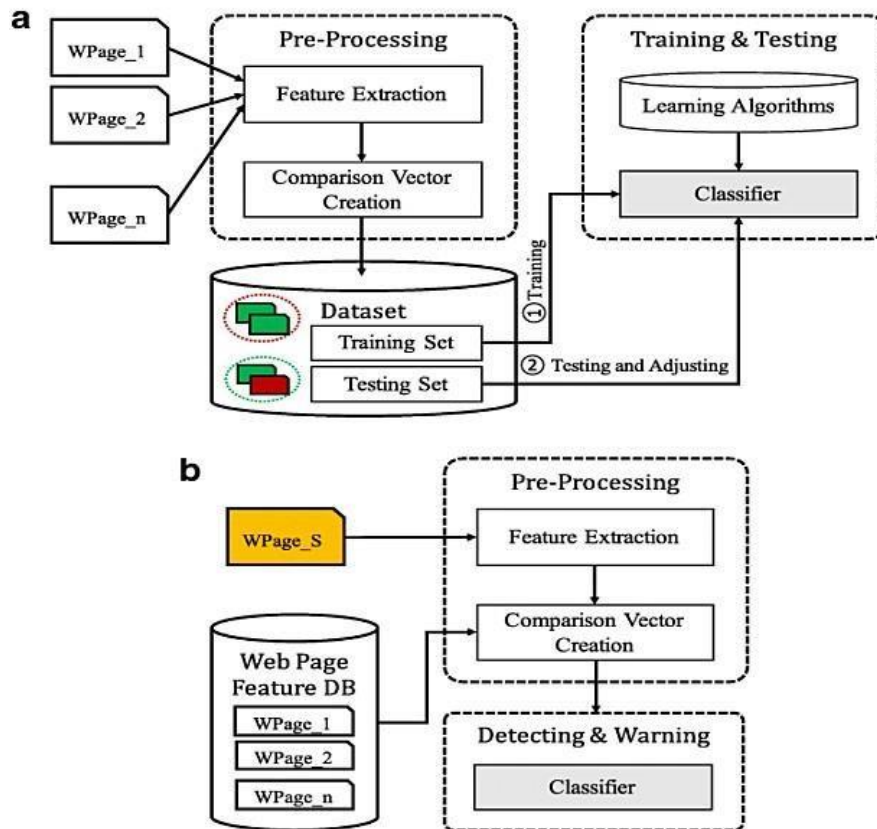 a
Pre-Processing
Training & Testing
WPage_1
WPage_2
WPage_n
Feature Extraction
Comparison Vector
Creation
Learning Algorithms
Classifier
Dataset
Training Set
Testing Set
① Training
② Testing and Adjusting
b
Pre-Processing
WPage_S
Feature Extraction
Comparison Vector
Creation
Web Page
Feature DB
WPage_1
WPage_2
WPage_n
Detecting & Warning
Classifier